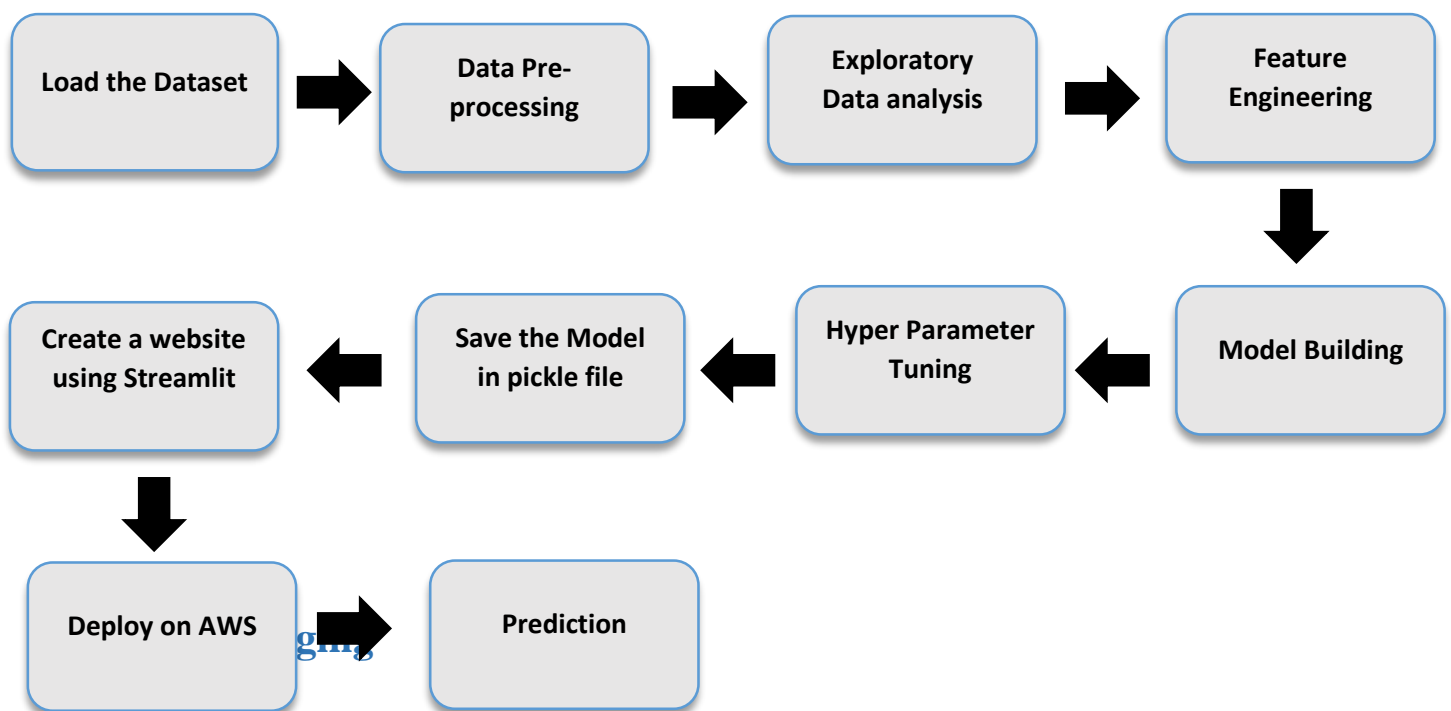 Load the Dataset
Data Pre-
processing
Exploratory
Data analysis
Feature
Engineering
Model Building
Hyper Parameter
Tuning
Save the Model
in pickle file
Create a website
using Streamlit
Deploy on AWS
Prediction